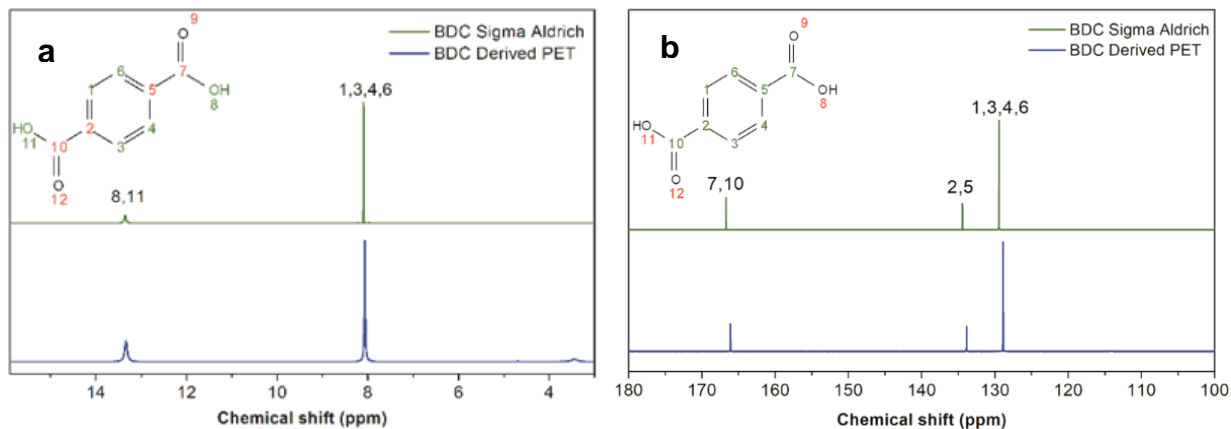 a
BDC Sigma Aldrich
BDC Derived PET
9
O
6
7
1
5
OH
8
HO
11
2
4
10
3
O
12
1,3,4,6
8,11
14
12
10
8
6
4
Chemical shift (ppm)
b
BDC Sigma Aldrich
BDC Derived PET
9
O
6
7
1
5
OH
8
HO
11
2
4
10
3
O
12
1,3,4,6
7,10
2,5
180
170
160
150
140
130
120
110
100
Chemical shift (ppm)